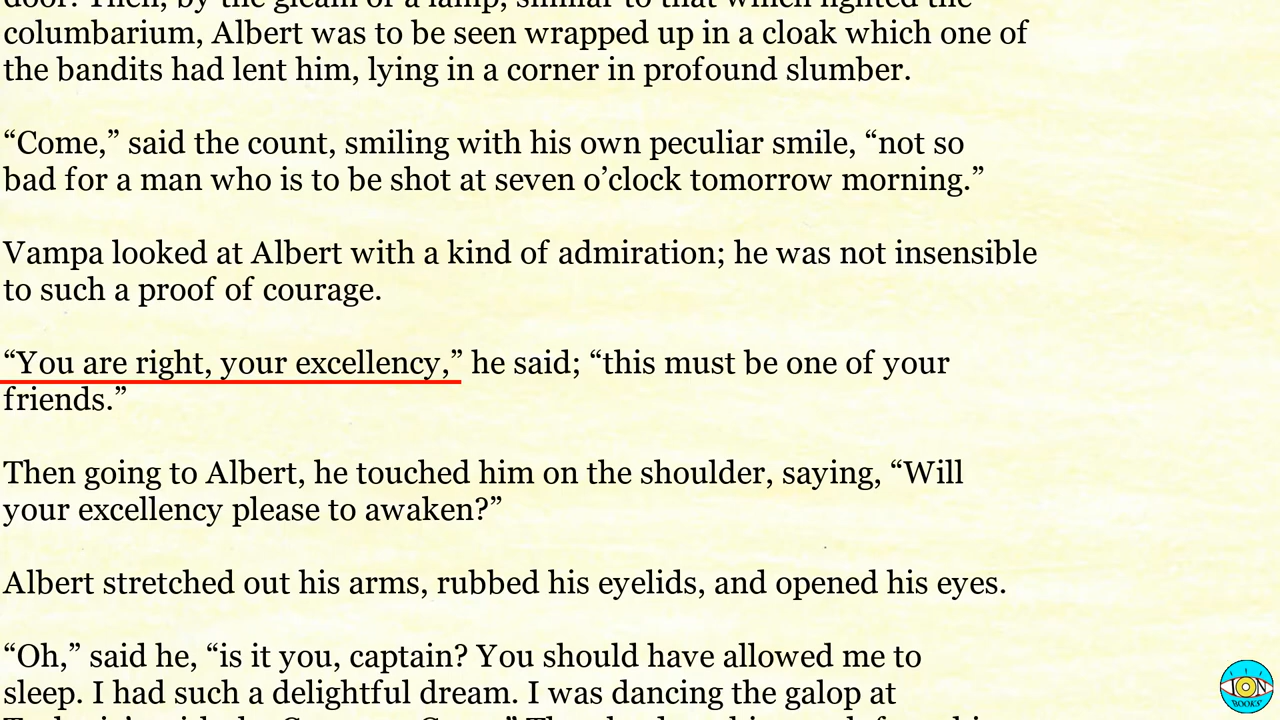 columbarium, Albert was to be seen wrapped up in a cloak which one of
the bandits had lent him, lying in a corner in profound slumber.
“Come,” said the count, smiling with his own peculiar smile, “not so
bad for a man who is to be shot at seven o’clock tomorrow morning.”
Vampa looked at Albert with a kind of admiration; he was not insensible
to such a proof of courage.
“You are right, your excellency,” he said; “this must be one of your
friends.”
Then going to Albert, he touched him on the shoulder, saying, “Will
your excellency please to awaken?”
Albert stretched out his arms, rubbed his eyelids, and opened his eyes.
“Oh,” said he, “is it you, captain? You should have allowed me to
sleep. I had such a delightful dream. I was dancing the galop at
BOOKS